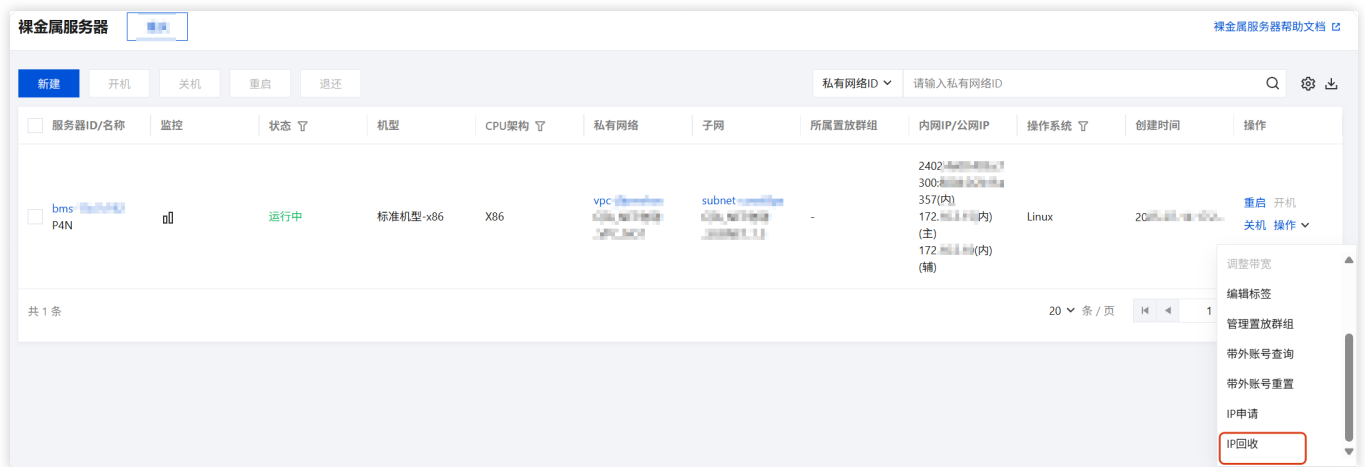 裸金属服务器
裸金属服务器帮助文档
新建 开机 关机 重启 退还 私有网络ID 请输入私有网络ID
服务器ID/名称 监控 状态 机型 CPU架构 私有网络 子网 所属置放群组 内网IP/公网IP 操作系统 创建时间 操作
bms
P4N
运行中
标准机型-x86
X86
vpc
subnet
-
2402
300:
357(内)
172. 内)
(主)
172. (内)
(辅)
Linux
20
重启 开机
关机 操作
调整带宽
编辑标签
管理置放群组
带外账号查询
带外账号重置
IP申请
IP回收
共 1 条
20 条 / 页 1